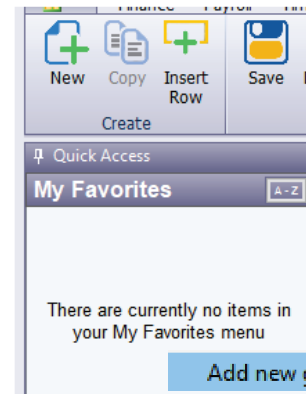 New Copy Insert Row Save
Create
Quick Access
My Favorites A-Z
There are currently no items in
your My Favorites menu
Add new